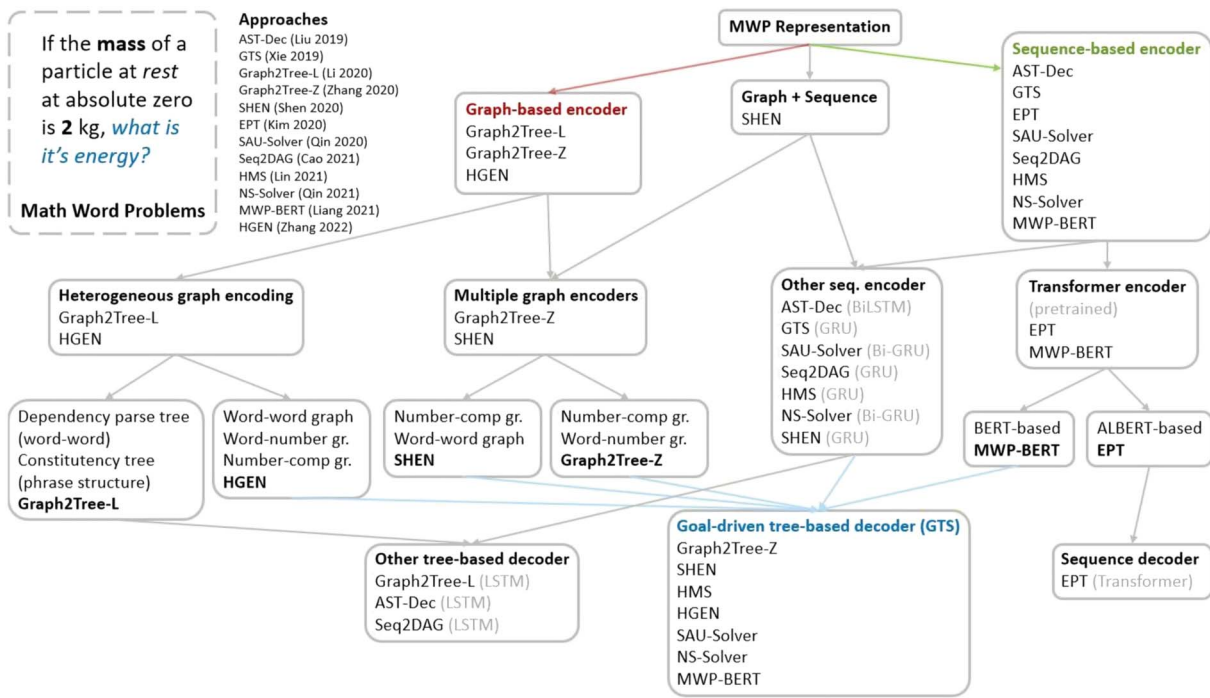 If the mass of a
particle at rest
at absolute zero
is 2 kg, what is
it's energy?
Math Word Problems
Approaches
AST-Dec (Liu 2019)
GTS (Xie 2019)
Graph2Tree-L (Li 2020)
Graph2Tree-Z (Zhang 2020)
SHEN (Shen 2020)
EPT (Kim 2020)
SAU-Solver (Qin 2020)
Seq2DAG (Cao 2021)
HMS (Lin 2021)
NS-Solver (Qin 2021)
MWP-BERT (Liang 2021)
HGEN (Zhang 2022)
MWP Representation
Graph-based encoder
Graph2Tree-L
Graph2Tree-Z
HGEN
Graph + Sequence
SHEN
Sequence-based encoder
AST-Dec
GTS
EPT
SAU-Solver
Seq2DAG
HMS
NS-Solver
MWP-BERT
Heterogeneous graph encoding
Graph2Tree-L
HGEN
Multiple graph encoders
Graph2Tree-Z
SHEN
Other seq. encoder
AST-Dec (BiLSTM)
GTS (GRU)
SAU-Solver (Bi-GRU)
Seq2DAG (GRU)
HMS (GRU)
NS-Solver (Bi-GRU)
SHEN (GRU)
Transformer encoder
(pretrained)
EPT
MWP-BERT
Dependency parse tree
(word-word)
Constitutency tree
(phrase structure)
Graph2Tree-L
Word-word graph
Word-number gr.
Number-comp gr.
HGEN
Number-comp gr.
Word-word graph
SHEN
Number-comp gr.
Word-number gr.
Graph2Tree-Z
BERT-based
MWP-BERT
ALBERT-based
EPT
Other tree-based decoder
Graph2Tree-L (LSTM)
AST-Dec (LSTM)
Seq2DAG (LSTM)
Goal-driven tree-based decoder (GTS)
Graph2Tree-Z
SHEN
HMS
HGEN
SAU-Solver
NS-Solver
MWP-BERT
Sequence decoder
EPT (Transformer)